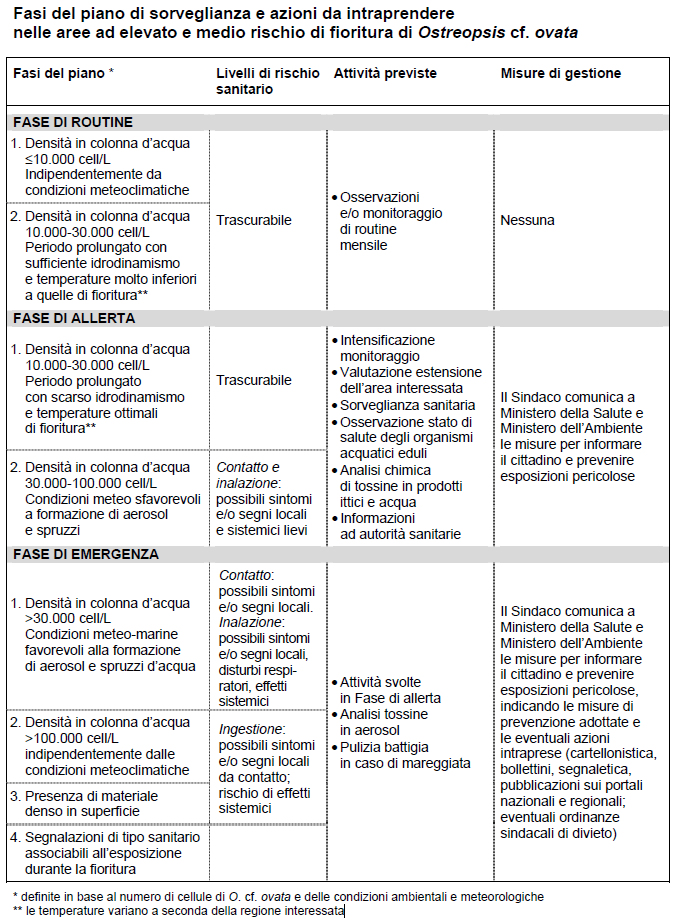 Fasi del piano di sorveglianza e azioni da intraprendere
nelle aree ad elevato e medio rischio di fioritura di Ostreopsis cf. ovata
Fasi del piano *
Livelli di rischio
sanitario
Attività previste
Misure di gestione
FASE DI ROUTINE
1. Densità in colonna d'acqua
≤10.000 cell/L
Indipendentemente da
condizioni meteoclimatiche
2. Densità in colonna d'acqua
10.000-30.000 cell/L
Periodo prolungato con
sufficiente idrodinamismo
e temperature molto inferiori
a quelle di fioritura**
Trascurabile
• Osservazioni
e/o monitoraggio
di routine
mensile
Nessuna
FASE DI ALLERTA
1. Densità in colonna d'acqua
10.000-30.000 cell/L
Periodo prolungato
con scarso idrodinamismo
e temperature ottimali
di fioritura**
Trascurabile
2. Densità in colonna d'acqua
30.000-100.000 cell/L
Condizioni meteo sfavorevoli
a formazione di aerosol
e spruzzi
Contatto e
inalazione:
possibili sintomi
e/o segni locali
e sistemici lievi
• Intensificazione
monitoraggio
• Valutazione estensione
dell'area interessata
• Sorveglianza sanitaria
• Osservazione stato di
salute degli organismi
acquatici eduli
• Analisi chimica
di tossine in prodotti
ittici e acqua
• Informazioni
ad autorità sanitarie
Il Sindaco comunica a
Ministero della Salute e
Ministero dell'Ambiente
le misure per informare
il cittadino e prevenire
esposizioni pericolose
FASE DI EMERGENZA
1. Densità in colonna d'acqua
>30.000 cell/L
Condizioni meteo-marine
favorevoli alla formazione
di aerosol e spruzzi d'acqua
Contatto:
possibili sintomi
e/o segni locali.
Inalazione:
possibili sintomi
e/o segni locali,
disturbi respi-
ratori, effetti
sistemici
2. Densità in colonna d'acqua
>100.000 cell/L
indipendentemente dalle
condizioni meteoclimatiche
3. Presenza di materiale
denso in superficie
Ingestione:
possibili sintomi
e/o segni locali
da contatto;
rischio di effetti
sistemici
4. Segnalazioni di tipo sanitario
associabili all'esposizione
durante la fioritura
• Attività svolte
in Fase di allerta
• Analisi tossine
in aerosol
• Pulizia battigia
in caso di mareggiata
Il Sindaco comunica a
Ministero della Salute e
Ministero dell'Ambiente
le misure per informare
il cittadino e prevenire
esposizioni pericolose,
indicando le misure di
prevenzione adottate e
le eventuali azioni
intraprese (cartellonistica,
bollettini, segnaletica,
pubblicazioni sui portali
nazionali e regionali;
eventuali ordinanze
sindacali di divieto)
* definite in base al numero di cellule di O. cf. ovata e delle condizioni ambientali e meteorologiche
** le temperature variano a seconda della regione interessata